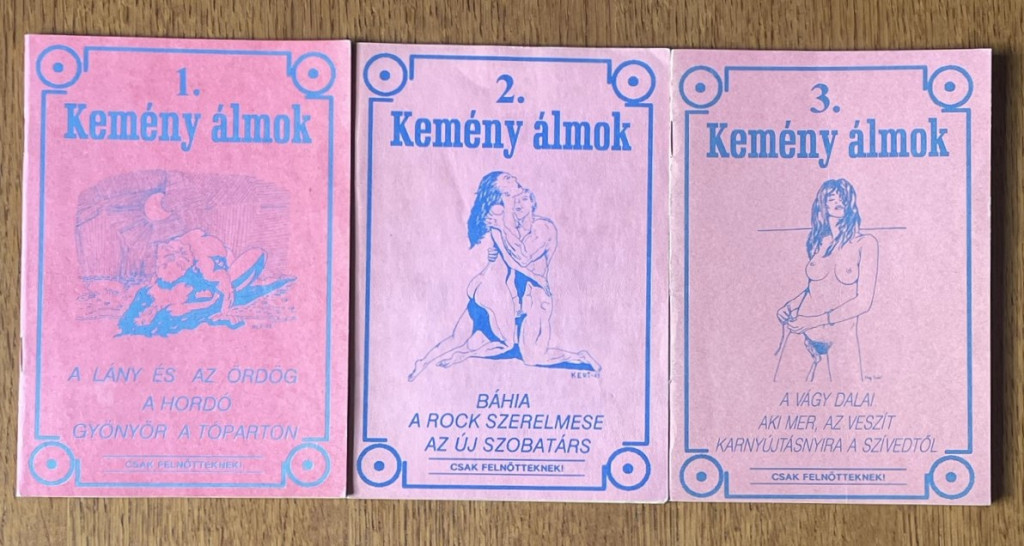 1.
Kemény álmok
A LÁNY ÉS AZ ÖRDÖG
A HORDÓ
GYÖNYÖR A TÓPARTON
CSAK FELNŐTTEKNEK!
2.
Kemény álmok
BÁHIA
A ROCK SZERELMESE
AZ ÚJ SZOBATÁRS
CSAK FELNŐTTEKNEK!
3.
Kemény álmok
A VÁGY DALAI
AKI MER, AZ VESZÍT
KARNYÚJTÁSNYIRA A SZÍVEDTŐL
CSAK FELNŐTTEKNEK!